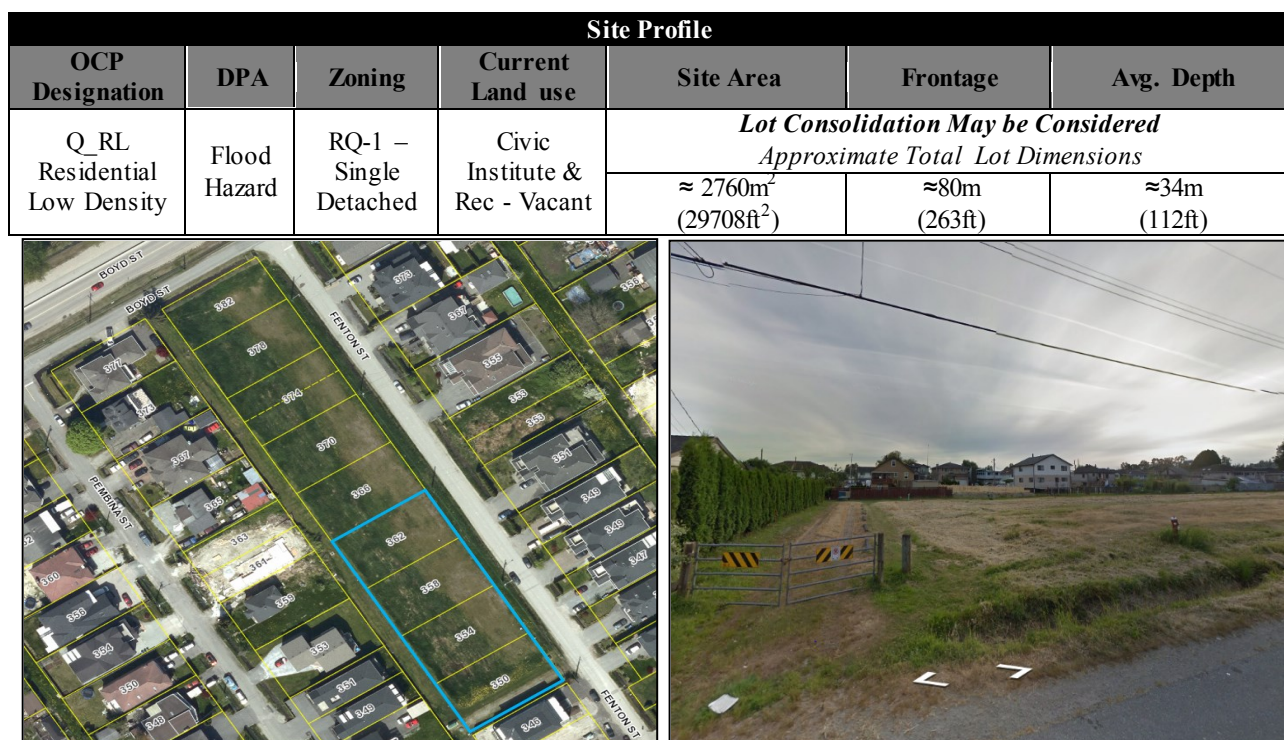 Site Profile
OCP Designation
DPA
Zoning
Current Land use
Site Area
Frontage
Avg. Depth
Q_RL Residential Low Density
Flood Hazard
RQ-1 – Single Detached
Civic Institute & Rec - Vacant
Lot Consolidation May be Considered
Approximate Total Lot Dimensions
≈ 2760m²
(29708ft²)
≈80m
(263ft)
≈34m
(112ft)
BOYD ST
BOYD ST
FENTON ST
382
378
374
370
366
362
358
354
350
346
373
367
355
353
353
351
349
349
347
356
377
373
367
365
363
361
359
353
351
349
PEMBINA ST
360
356
354
350
348
FENTON ST